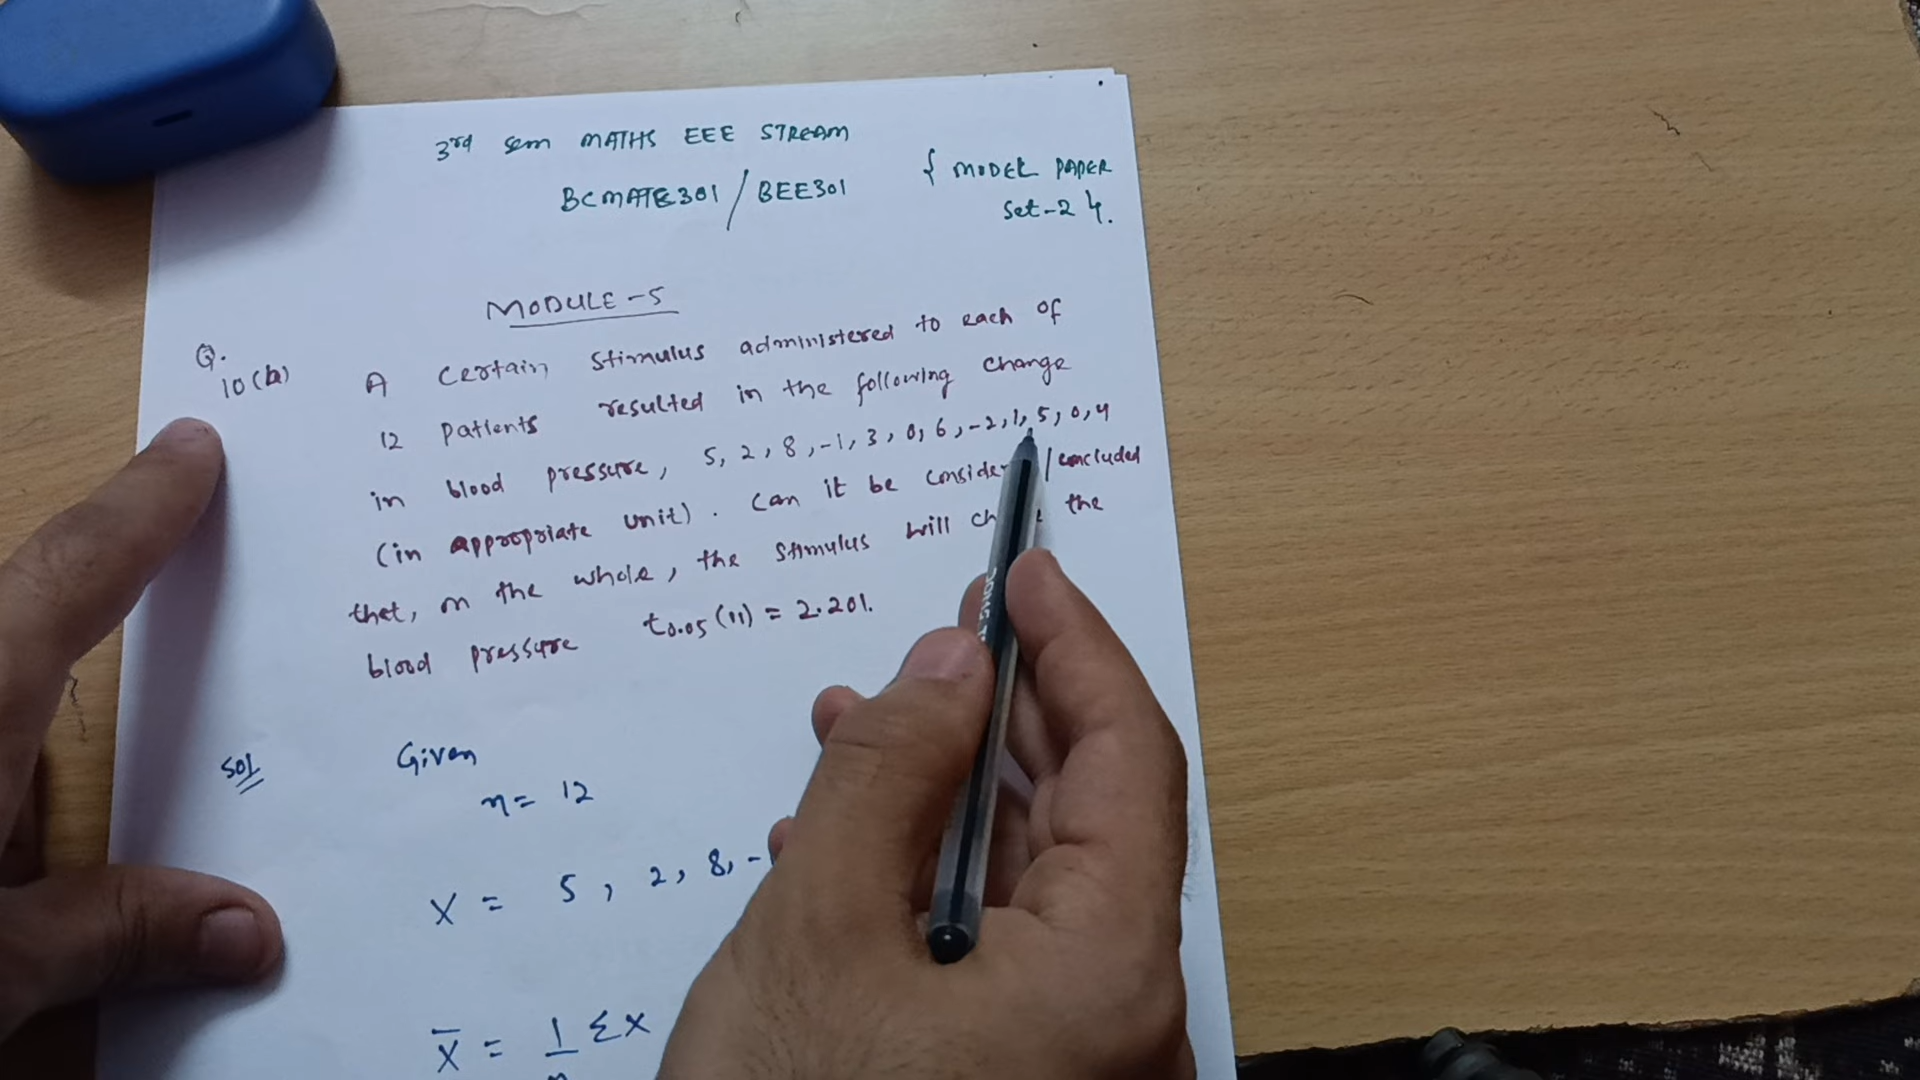 3rd sem MATHS EEE STREAM
BCMATE301 / BEE301 { MODEL PAPER
Set-2 }.
MODULE-5
Q.
10(b) A certain stimulus administered to each of
12 patients resulted in the following change
in blood pressure, 5, 2, 8, -1, 3, 0, 6, -2, 1, 5, 0, 4
(in appropriate unit). Can it be consider / concluded
that, on the whole, the stimulus will the
blood pressure t0.05 (11) = 2.201.
Sol Given
n = 12
X = 5, 2, 8, -
X̄ = 1 ΣX